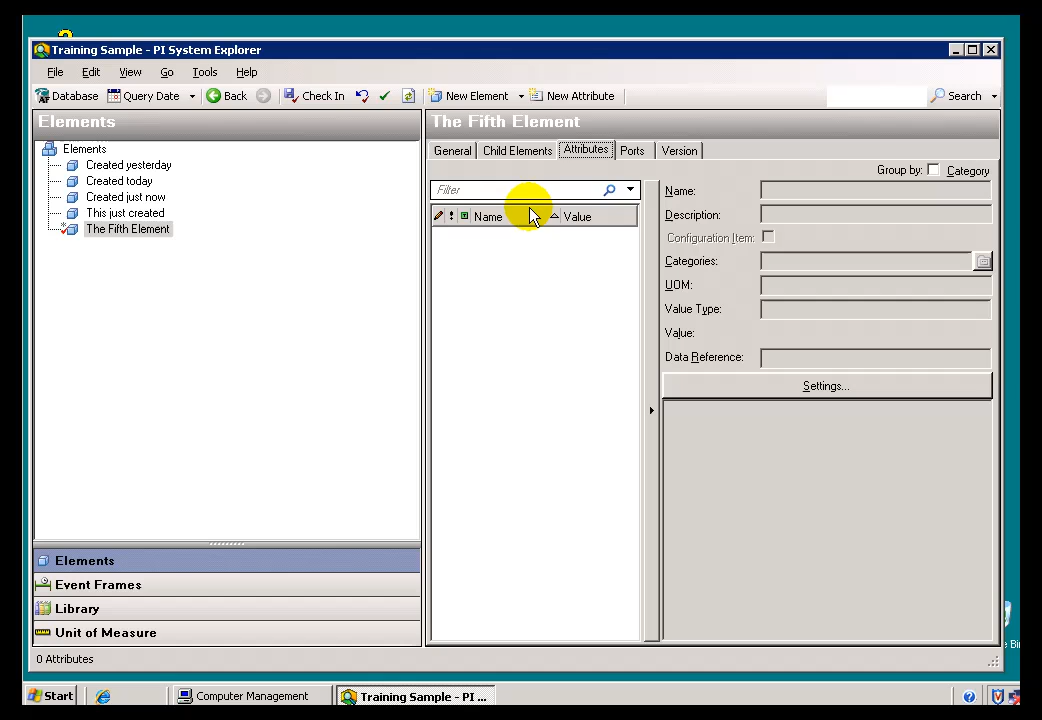 Training Sample - PI System Explorer
File Edit View Go Tools Help
Database Query Date Back Check In New Element New Attribute Search
Elements
Elements
Created yesterday
Created today
Created just now
This just created
The Fifth Element
Elements
Event Frames
Library
Unit of Measure
The Fifth Element
General Child Elements Attributes Ports Version
Group by: Category
Filter
Name Value
Name:
Description:
Configuration Item:
Categories:
UOM:
Value Type:
Value:
Data Reference:
Settings...
0 Attributes
Start Computer Management Training Sample - PI ...